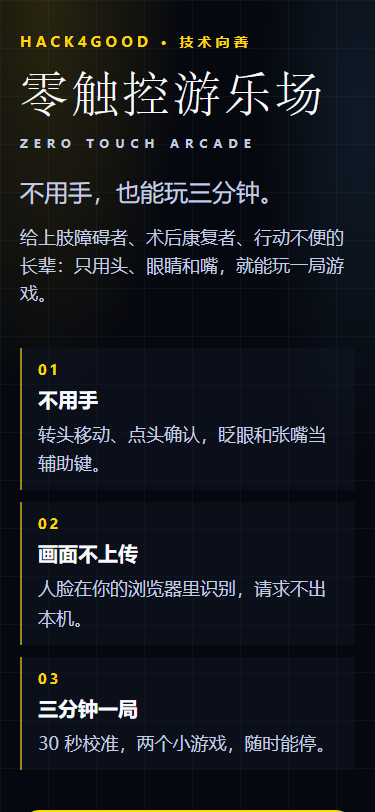 HACK4GOOD • 技术向善
零触控游乐场
ZERO TOUCH ARCADE
不用手，也能玩三分钟。
给上肢障碍者、术后康复者、行动不便的
长辈：只用头、眼睛和嘴，就能玩一局游
戏。
01
不用手
转头移动、点头确认，眨眼和张嘴当
辅助键。
02
画面不上传
人脸在你的浏览器里识别，请求不出
本机。
03
三分钟一局
30 秒校准，两个小游戏，随时能停。